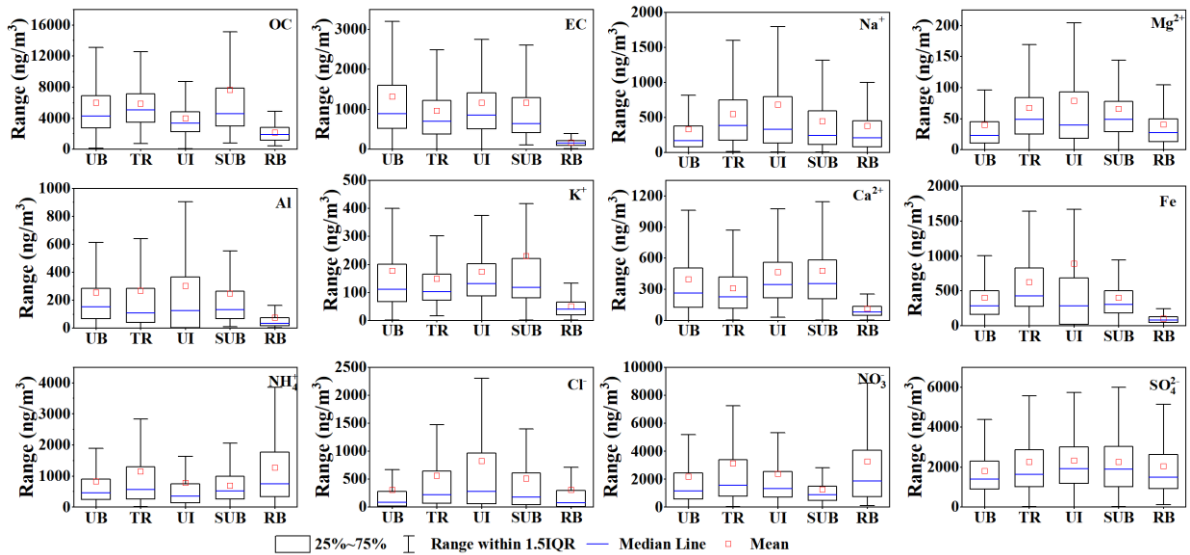 OC
Range (ng/m³)
16000
12000
8000
4000
0
UB TR UI SUB RB
EC
Range (ng/m³)
3000
2000
1000
0
UB TR UI SUB RB
Na⁺
Range (ng/m³)
2000
1500
1000
500
0
UB TR UI SUB RB
Mg²⁺
Range (ng/m³)
200
150
100
50
0
UB TR UI SUB RB
Al
Range (ng/m³)
1000
800
600
400
200
0
UB TR UI SUB RB
K⁺
Range (ng/m³)
500
400
300
200
100
0
UB TR UI SUB RB
Ca²⁺
Range (ng/m³)
1200
900
600
300
0
UB TR UI SUB RB
Fe
Range (ng/m³)
2000
1500
1000
500
0
UB TR UI SUB RB
NH₄⁺
Range (ng/m³)
4000
3000
2000
1000
0
UB TR UI SUB RB
Cl⁻
Range (ng/m³)
2500
2000
1500
1000
500
0
UB TR UI SUB RB
NO₃⁻
Range (ng/m³)
10000
8000
6000
4000
2000
0
UB TR UI SUB RB
SO₄²⁻
Range (ng/m³)
6000
4000
2000
0
UB TR UI SUB RB
25%~75% Range within 1.5IQR Median Line Mean